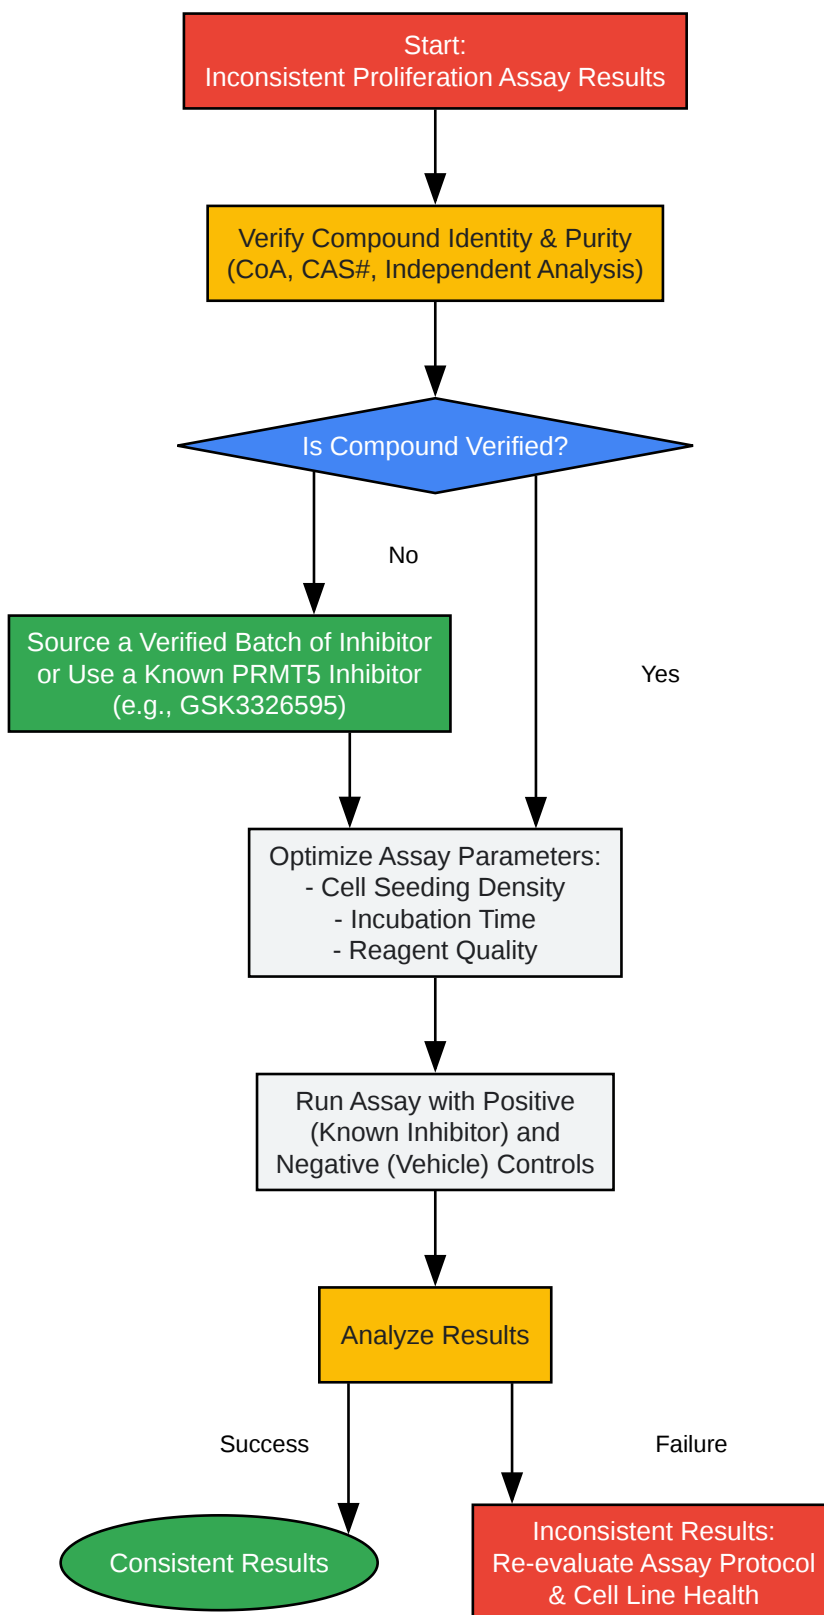 Start:
Inconsistent Proliferation Assay Results
Verify Compound Identity & Purity
(CoA, CAS#, Independent Analysis)
Is Compound Verified?
No
Source a Verified Batch of Inhibitor
or Use a Known PRMT5 Inhibitor
(e.g., GSK3326595)
Yes
Optimize Assay Parameters:
- Cell Seeding Density
- Incubation Time
- Reagent Quality
Run Assay with Positive
(Known Inhibitor) and
Negative (Vehicle) Controls
Analyze Results
Success
Failure
Consistent Results
Inconsistent Results:
Re-evaluate Assay Protocol
& Cell Line Health